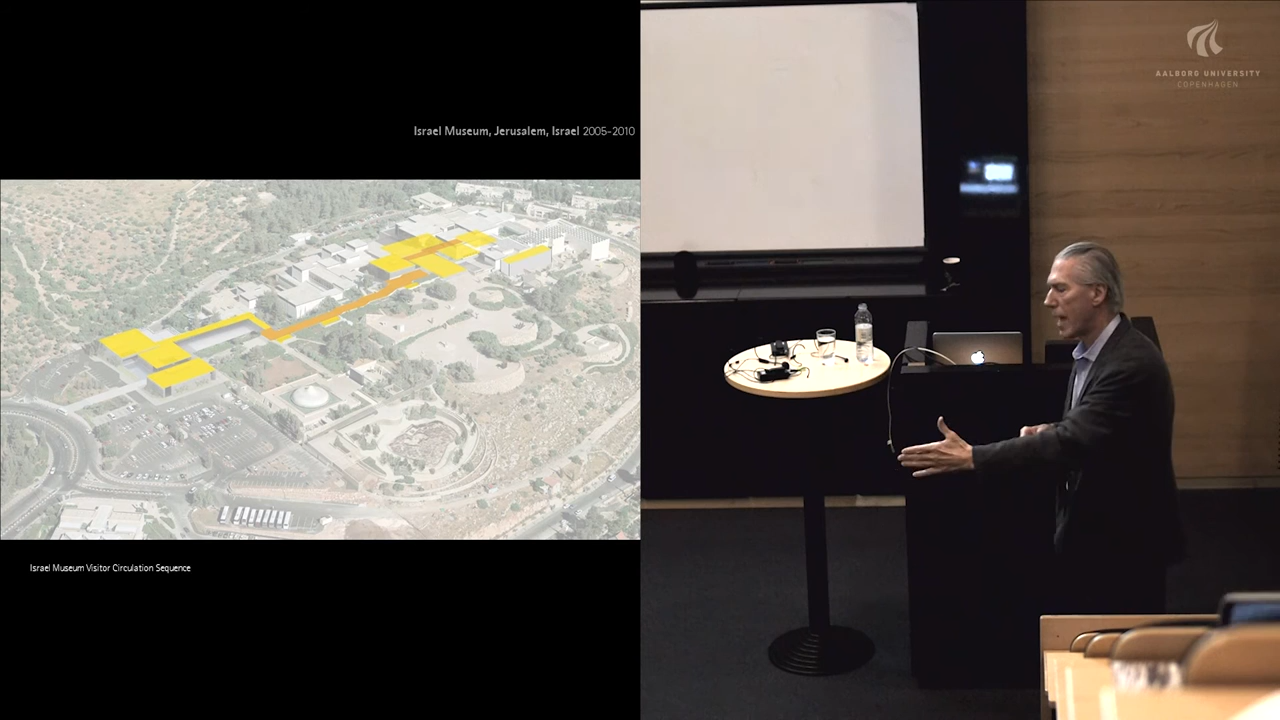 Israel Museum, Jerusalem, Israel 2005-2010
Israel Museum Visitor Circulation Sequence
AALBORG UNIVERSITY
COPENHAGEN